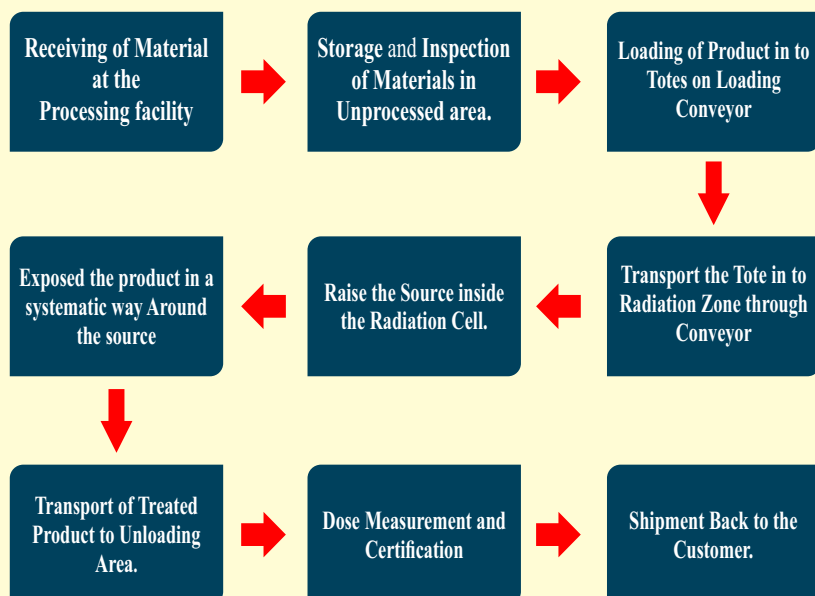 Receiving of Material
at the
Processing facility
Storage and Inspection
of Materials in
Unprocessed area.
Loading of Product in to
Totes on Loading
Conveyor
Transport the Tote in to
Radiation Zone through
Conveyor
Raise the Source inside
the Radiation Cell.
Exposed the product in a
systematic way Around
the source
Transport of Treated
Product to Unloading
Area.
Dose Measurement and
Certification
Shipment Back to the
Customer.